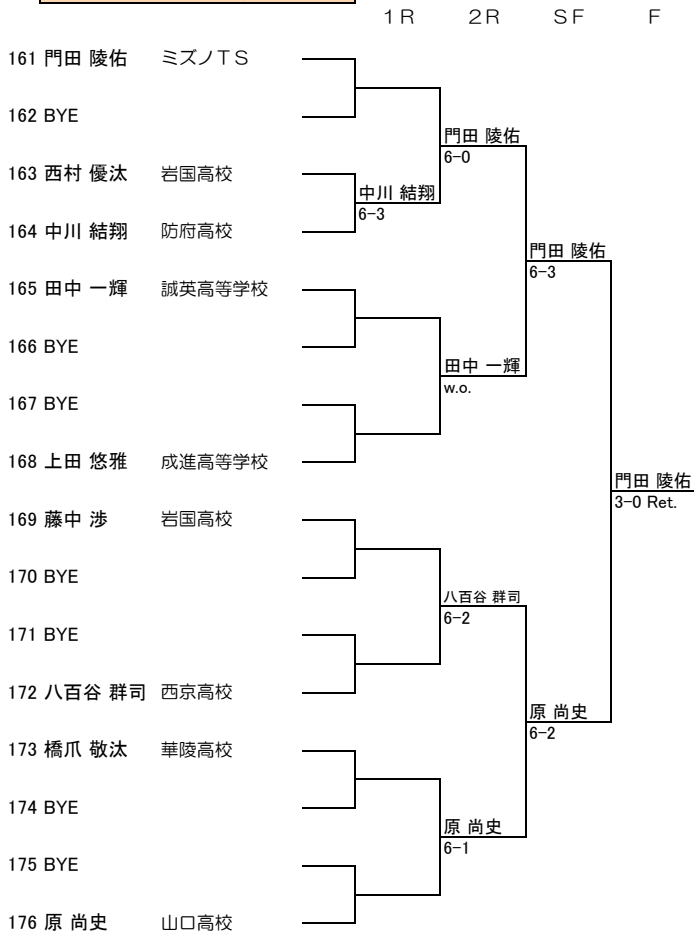 1R 2R SF F
161 門田 陵佑 ミズノTS
162 BYE
門田 陵佑
6-0
163 西村 優汰 岩国高校
中川 結翔
6-3
164 中川 結翔 防府高校
門田 陵佑
6-3
165 田中 一輝 誠英高等学校
166 BYE
田中 一輝
w.o.
167 BYE
168 上田 悠雅 成進高等学校
門田 陵佑
3-0 Ret.
169 藤中 渉 岩国高校
170 BYE
八百谷 群司
6-2
171 BYE
172 八百谷 群司 西京高校
原 尚史
6-2
173 橋爪 敬汰 華陵高校
174 BYE
原 尚史
6-1
175 BYE
176 原 尚史 山口高校